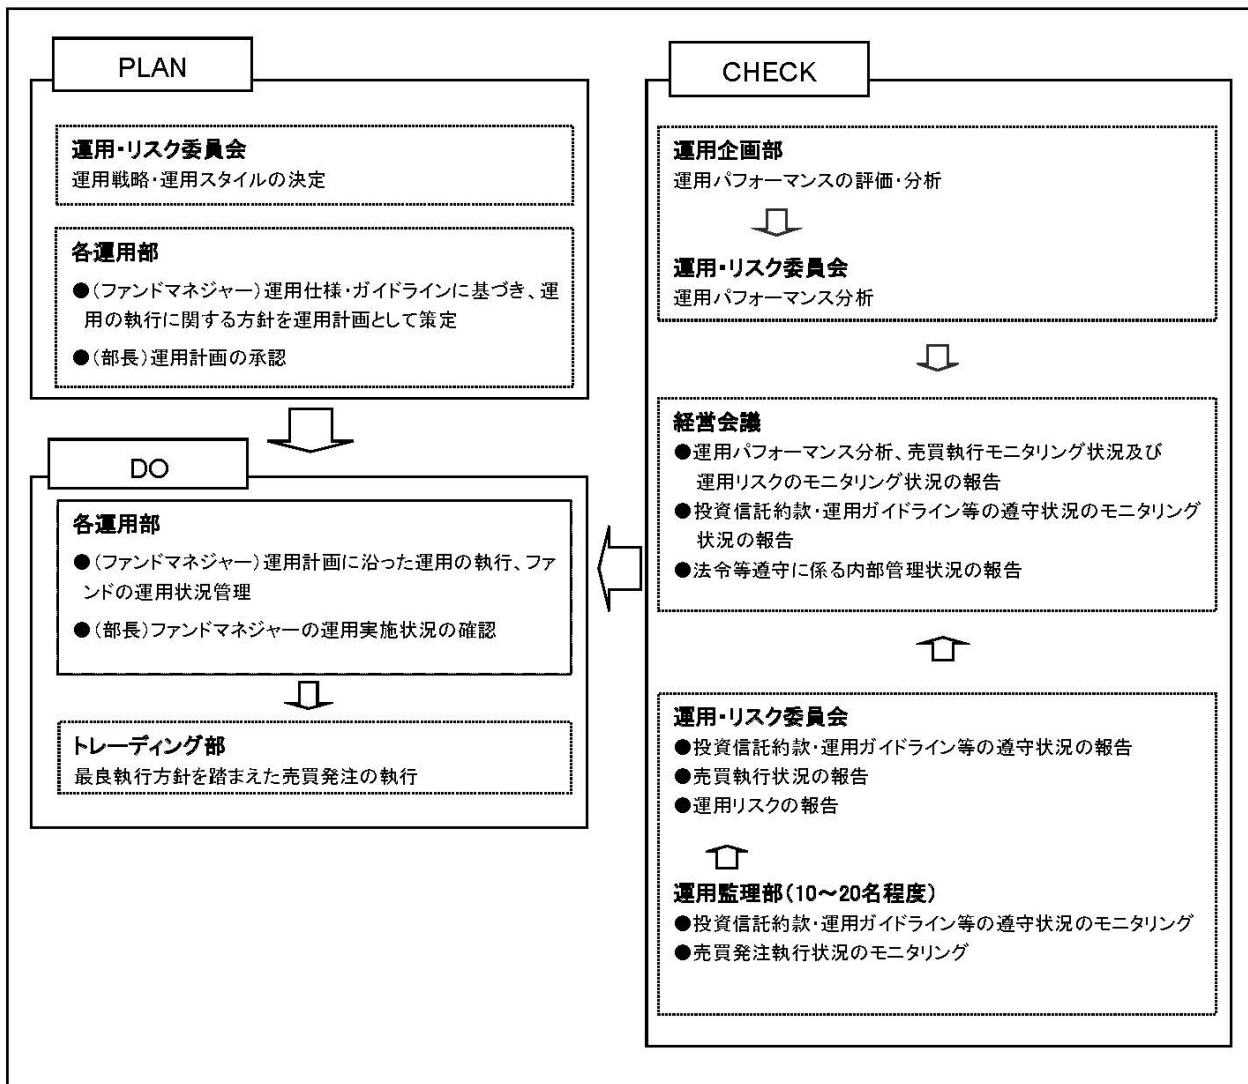 PLAN
運用・リスク委員会
運用戦略・運用スタイルの決定
各運用部
●(ファンドマネジャー)運用仕様・ガイドラインに基づき、運
用の執行に関する方針を運用計画として策定
●(部長)運用計画の承認
DO
各運用部
●(ファンドマネジャー)運用計画に沿った運用の執行、ファ
ンドの運用状況管理
●(部長)ファンドマネジャーの運用実施状況の確認
トレーディング部
最良執行方針を踏まえた売買発注の執行
CHECK
運用企画部
運用パフォーマンスの評価・分析
運用・リスク委員会
運用パフォーマンス分析
経営会議
●運用パフォーマンス分析、売買執行モニタリング状況及び
運用リスクのモニタリング状況の報告
●投資信託約款・運用ガイドライン等の遵守状況のモニタリング
状況の報告
●法令等遵守に係る内部管理状況の報告
運用・リスク委員会
●投資信託約款・運用ガイドライン等の遵守状況の報告
●売買執行状況の報告
●運用リスクの報告
運用監理部(10～20名程度)
●投資信託約款・運用ガイドライン等の遵守状況のモニタリング
●売買発注執行状況のモニタリング